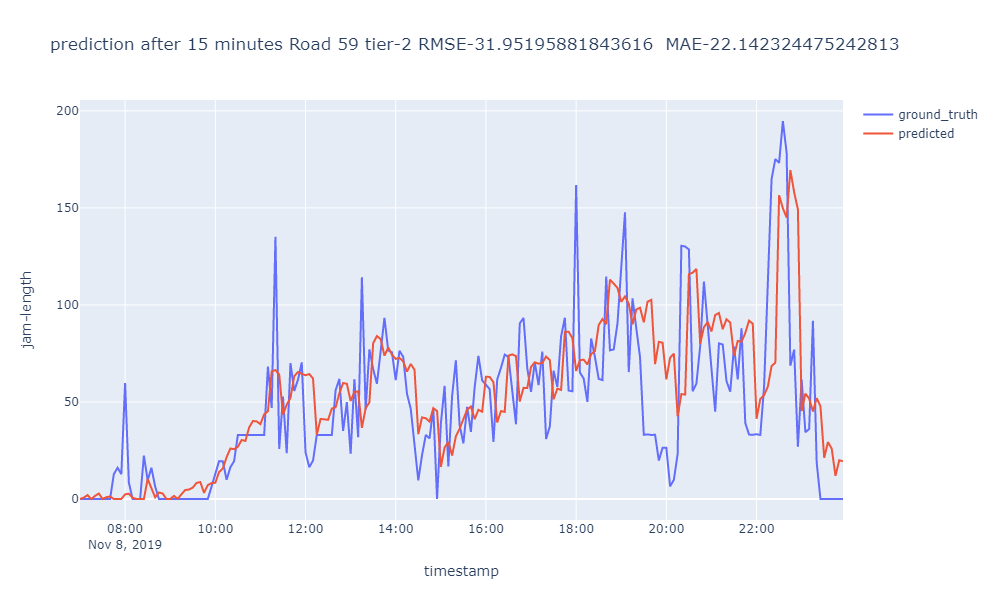 prediction after 15 minutes Road 59 tier-2 RMSE-31.95195881843616  MAE-22.142324475242813
ground_truth
predicted
200
150
100
50
0
jam-length
08:00 10:00 12:00 14:00 16:00 18:00 20:00 22:00
Nov 8, 2019
timestamp